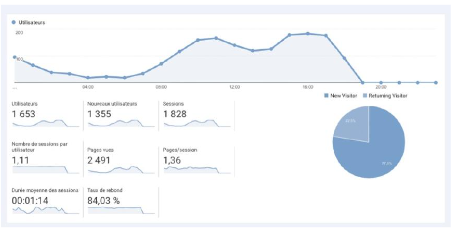 Utilisateurs
200
100
04:00
08:00
12:00
16:00
20:00
New Visitor Returning Visitor
Utilisateurs
1 653
Nouveaux utilisateurs
1 355
Sessions
1 828
Nombre de sessions par
utilisateur
1,11
Pages vues
2 491
Pages/session
1,36
Durée moyenne des sessions
00:01:14
Taux de rebond
84,03 %